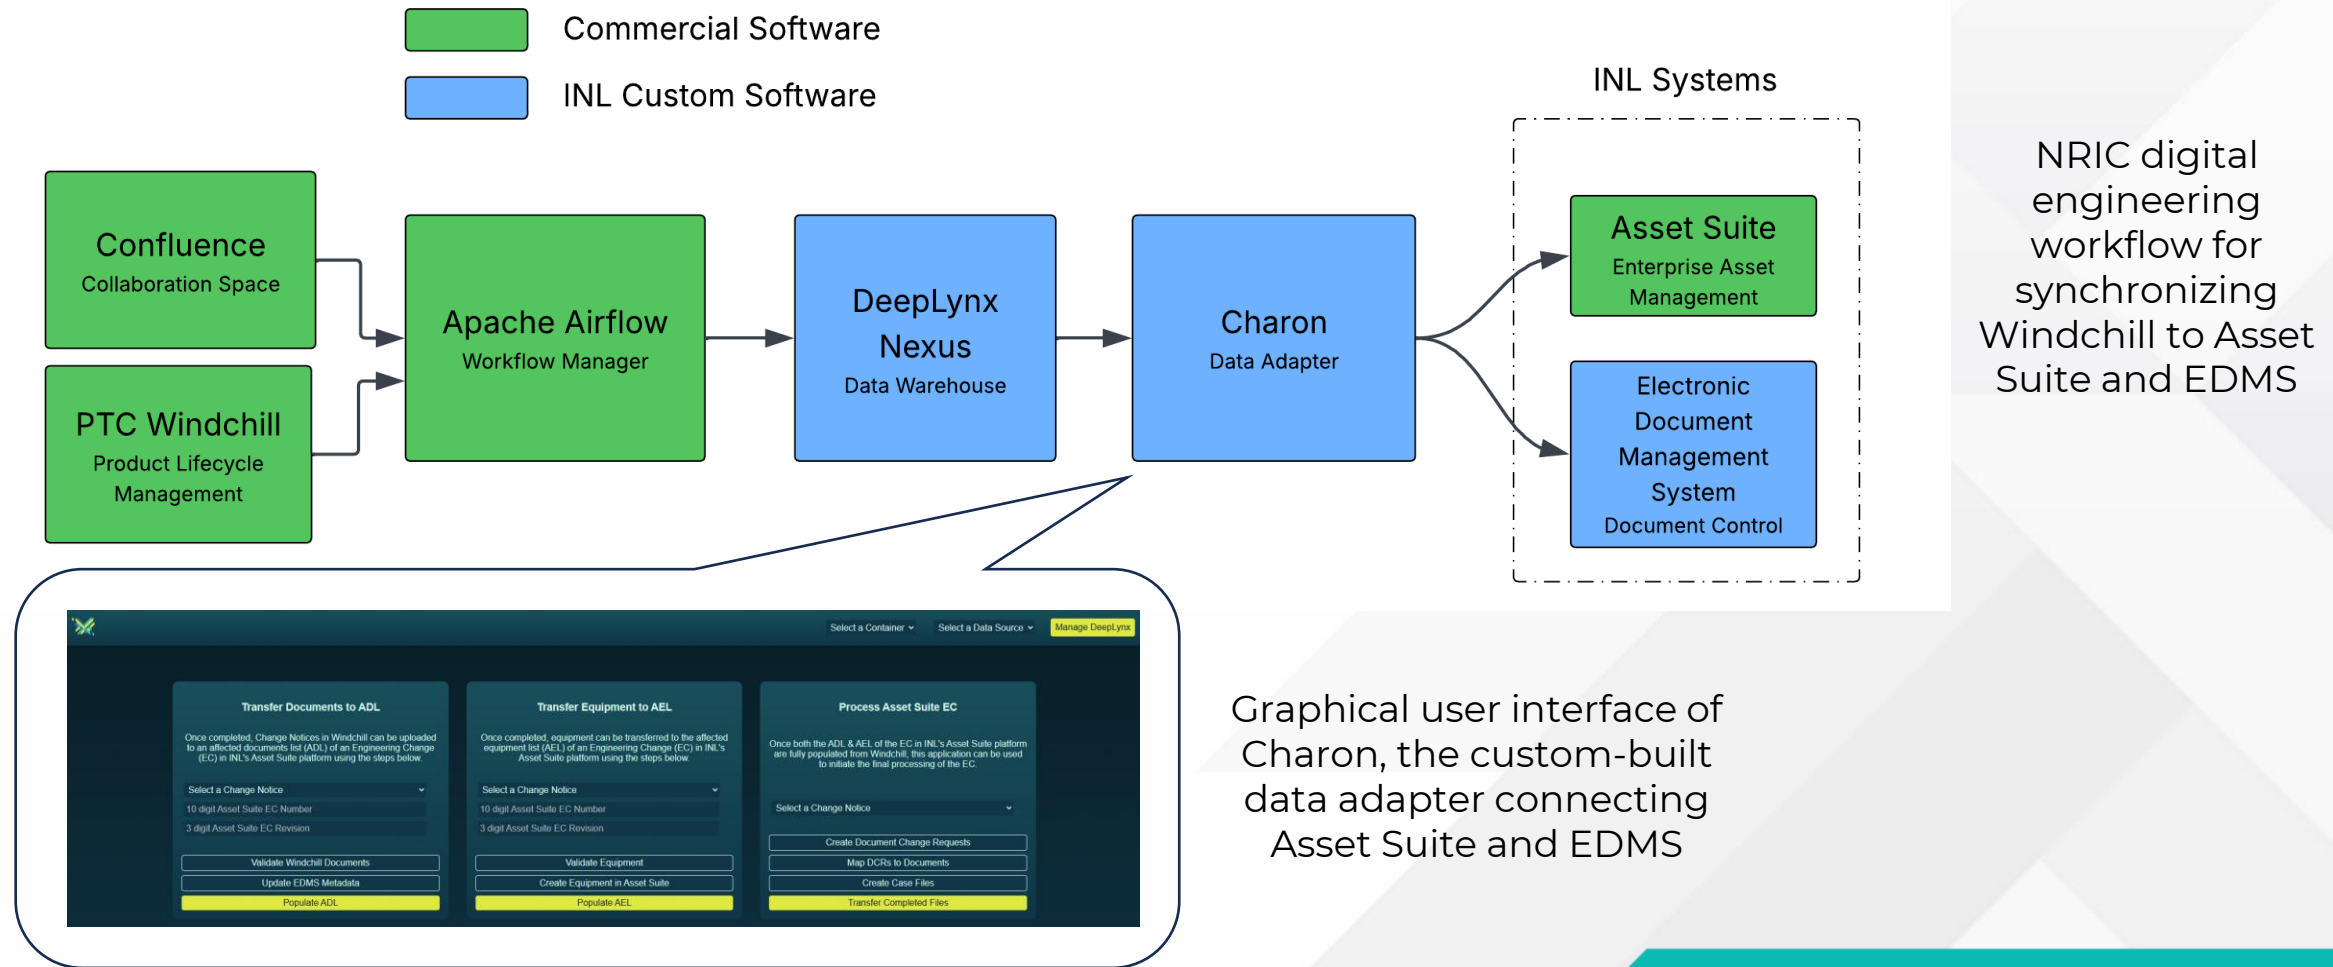 Commercial Software
INL Custom Software
INL Systems
Confluence
Collaboration Space
PTC Windchill
Product Lifecycle
Management
Apache Airflow
Workflow Manager
DeepLynx
Nexus
Data Warehouse
Charon
Data Adapter
Asset Suite
Enterprise Asset
Management
Electronic
Document
Management
System
Document Control
NRIC digital
engineering
workflow for
synchronizing
Windchill to Asset
Suite and EDMS
Select a Container
Select a Data Source
Manage DeepLynx
Transfer Documents to ADL
Once completed, Change Notices in Windchill can be uploaded
to an affected documents list (ADL) of an Engineering Change
(EC) in INL's Asset Suite platform using the steps below.
Select a Change Notice
10 digit Asset Suite EC Number
3 digit Asset Suite EC Revision
Validate Windchill Documents
Update EDMS Metadata
Populate ADL
Transfer Equipment to AEL
Once completed, equipment can be transferred to the affected
equipment list (AEL) of an Engineering Change (EC) in INL's
Asset Suite platform using the steps below.
Select a Change Notice
10 digit Asset Suite EC Number
3 digit Asset Suite EC Revision
Validate Equipment
Create Equipment in Asset Suite
Populate AEL
Process Asset Suite EC
Once both the ADL & AEL of the EC in INL's Asset Suite platform
are fully populated from Windchill, this application can be used
to initiate the final processing of the EC.
Select a Change Notice
Create Document Change Requests
Map DCRs to Documents
Create Case Files
Transfer Completed Files
Graphical user interface of
Charon, the custom-built
data adapter connecting
Asset Suite and EDMS